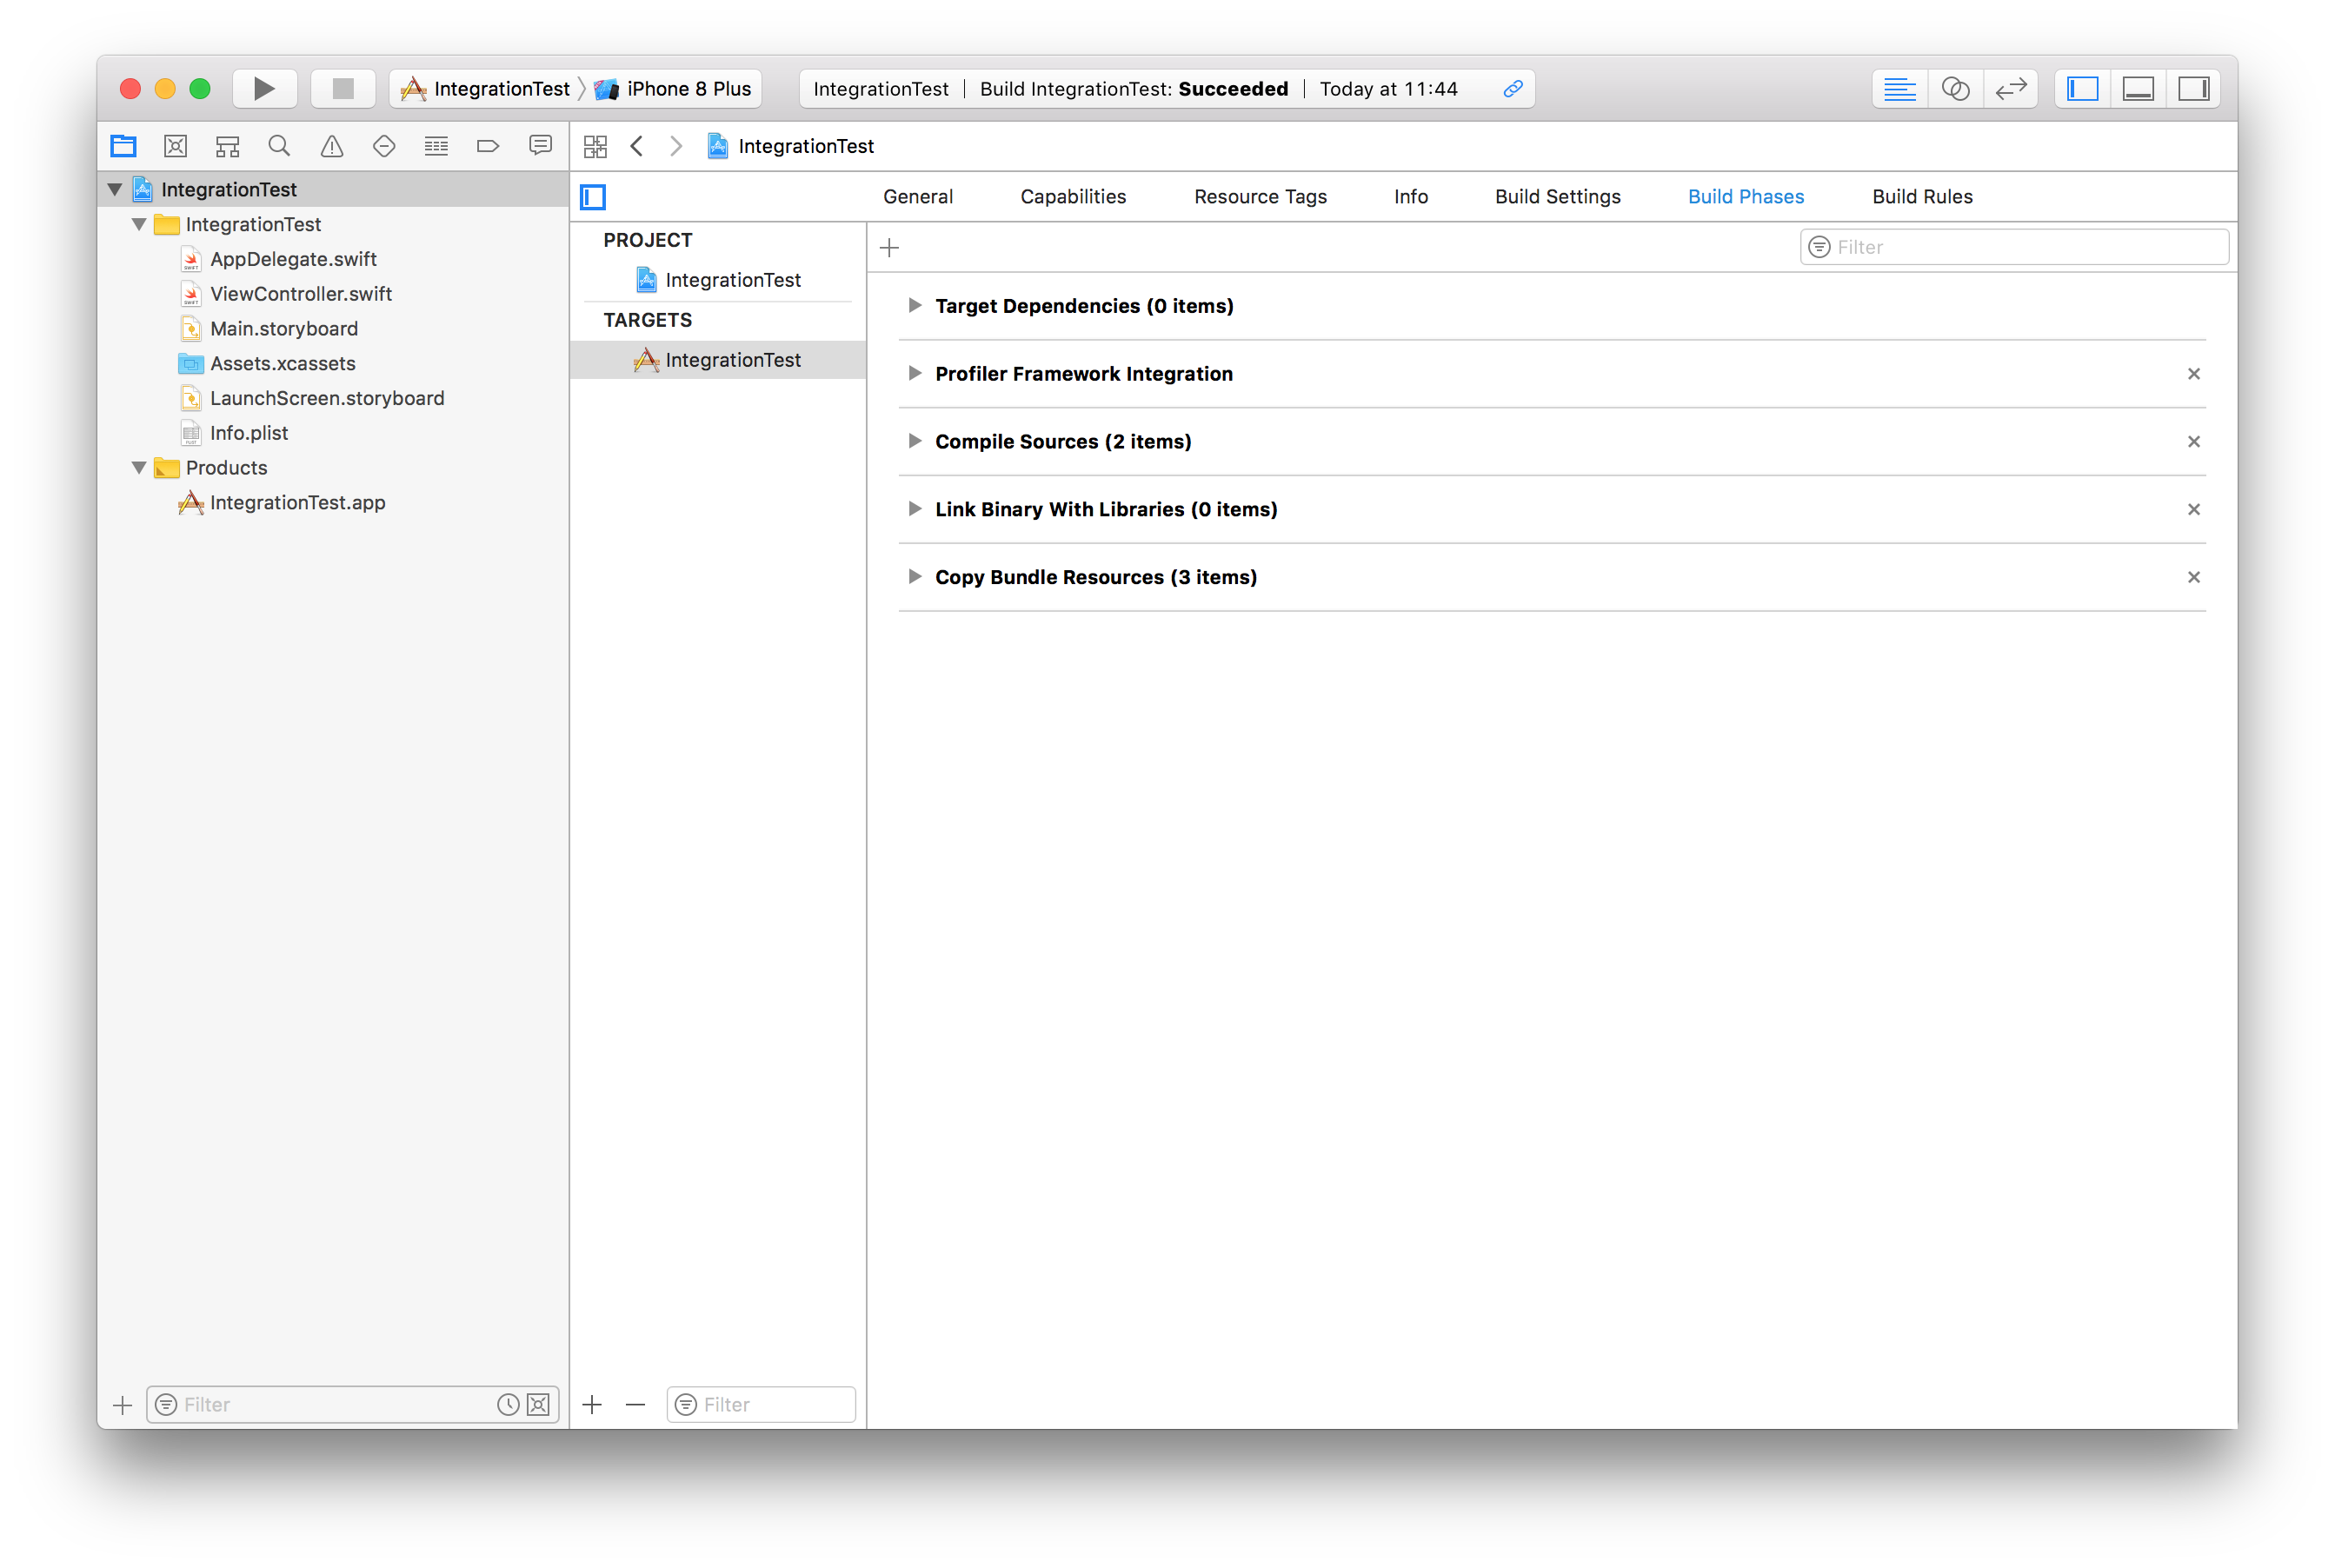 IntegrationTest iPhone 8 Plus
IntegrationTest Build IntegrationTest: Succeeded Today at 11:44
IntegrationTest
IntegrationTest
IntegrationTest
AppDelegate.swift
ViewController.swift
Main.storyboard
Assets.xcassets
LaunchScreen.storyboard
Info.plist
Products
IntegrationTest.app
Filter
General Capabilities Resource Tags Info Build Settings Build Phases Build Rules
PROJECT
IntegrationTest
TARGETS
IntegrationTest
Filter
Filter
Target Dependencies (0 items)
Profiler Framework Integration
Compile Sources (2 items)
Link Binary With Libraries (0 items)
Copy Bundle Resources (3 items)